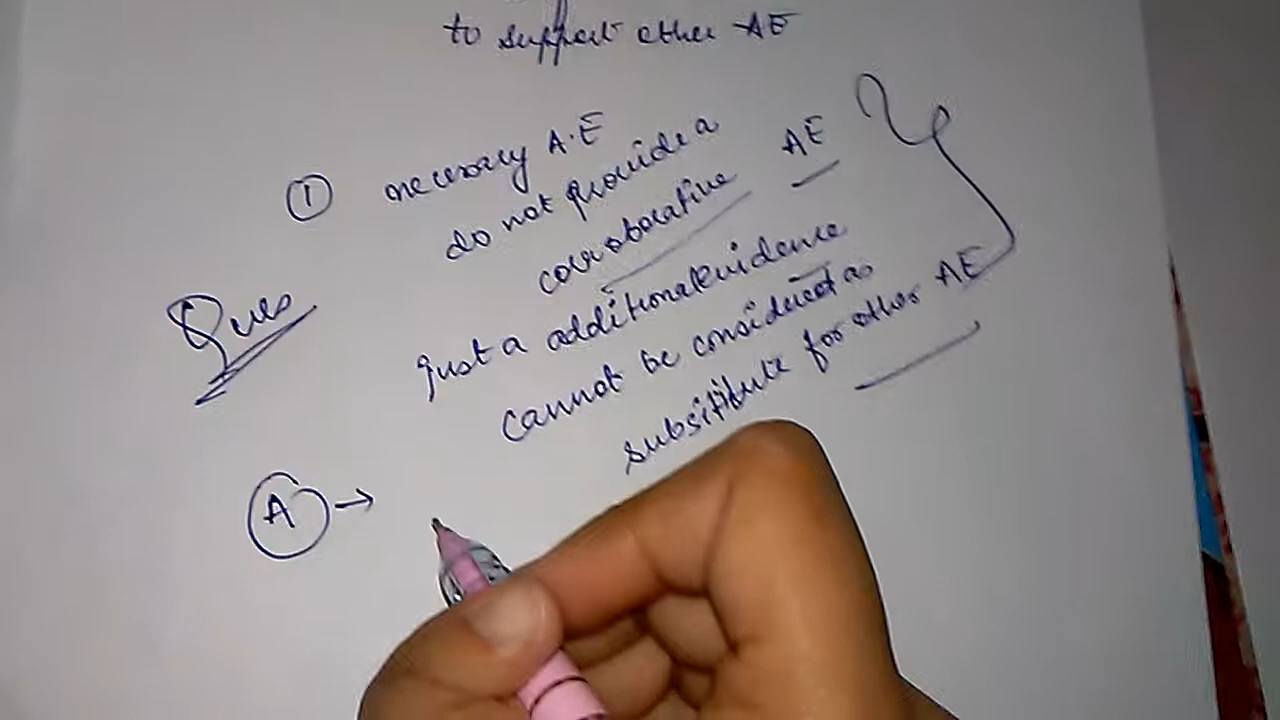 to support other AE
① necessary A.E
do not provide a
corroborative AE
Ques
just a additional evidence
cannot be considered as
subsitute for other AE
A →